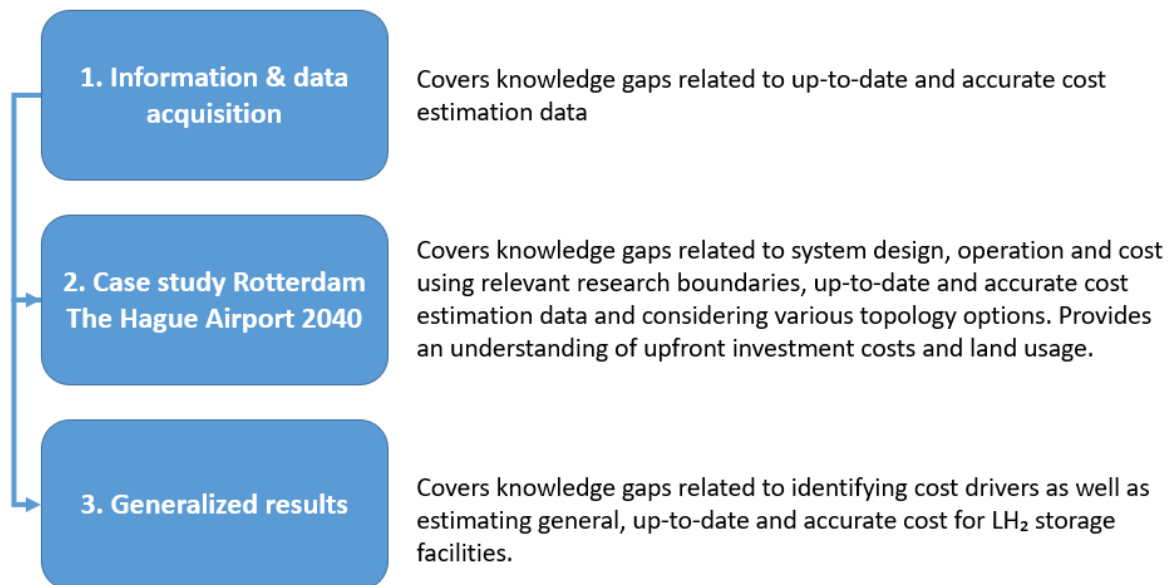 1. Information & data
acquisition
Covers knowledge gaps related to up-to-date and accurate cost
estimation data
2. Case study Rotterdam
The Hague Airport 2040
Covers knowledge gaps related to system design, operation and cost
using relevant research boundaries, up-to-date and accurate cost
estimation data and considering various topology options. Provides
an understanding of upfront investment costs and land usage.
3. Generalized results
Covers knowledge gaps related to identifying cost drivers as well as
estimating general, up-to-date and accurate cost for LH₂ storage
facilities.